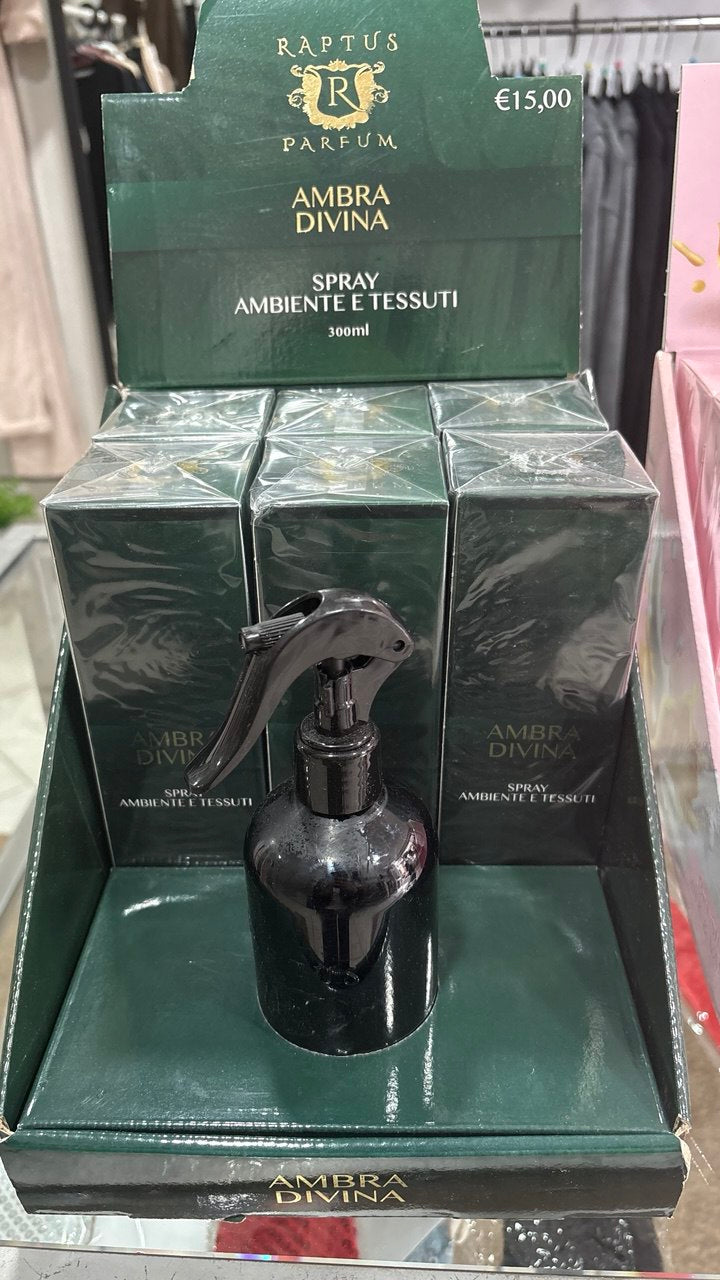 RAPTUS
R
PARFUM
€15,00
AMBRA
DIVINA
SPRAY
AMBIENTE E TESSUTI
300ml
AMBRA
DIVINA
SPRAY
AMBIENTE E TESSUTI
AMBRA
DIVINA
SPRAY
AMBIENTE E TESSUTI
AMBRA
DIVINA